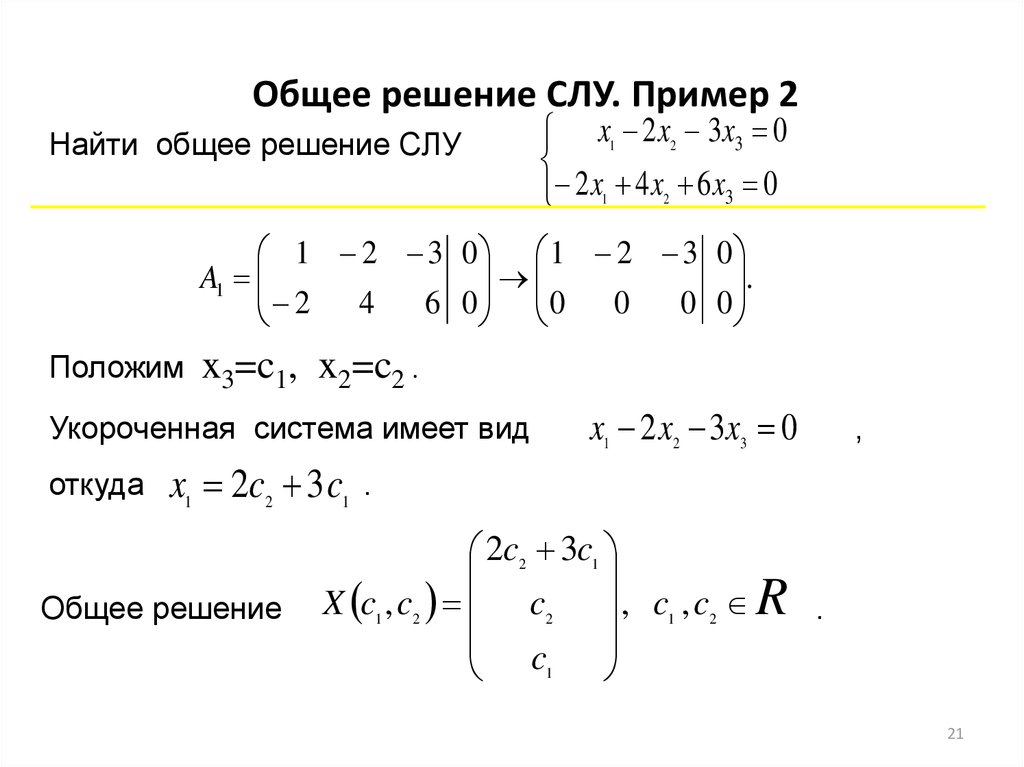 Общее решение СЛУ. Пример 2
Найти общее решение СЛУ { x₁ − 2x₂ − 3x₃ = 0
− 2x₁ + 4x₂ + 6x₃ = 0
A₁ = ( 1 − 2 − 3 | 0 ) → ( 1 − 2 − 3 | 0 ) .
( − 2 4 6 | 0 ) ( 0 0 0 | 0 )
Положим x₃=c₁, x₂=c₂ .
Укороченная система имеет вид x₁ − 2x₂ − 3x₃ = 0 ,
откуда x₁ = 2c₂ + 3c₁ .
( 2c₂ + 3c₁ )
Общее решение X(c₁, c₂) = ( c₂ ) , c₁ , c₂ ∈ R .
( c₁ )
21